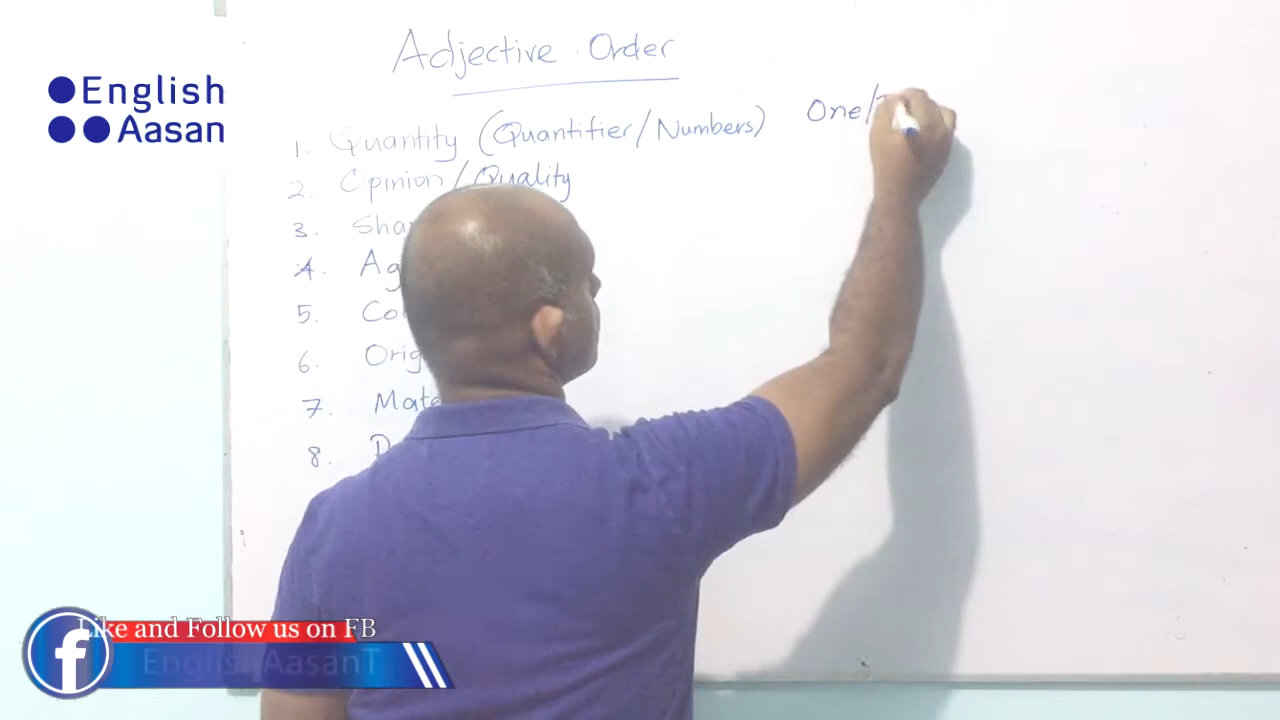 English
Aasan
Adjective Order
1. Quantity (Quantifier/Numbers) One/
2. Opinion/Quality
3. Sha
4. Ag
5. Co
6. Orig
7. Mate
8. D
Like and Follow us on FB
English AasanT